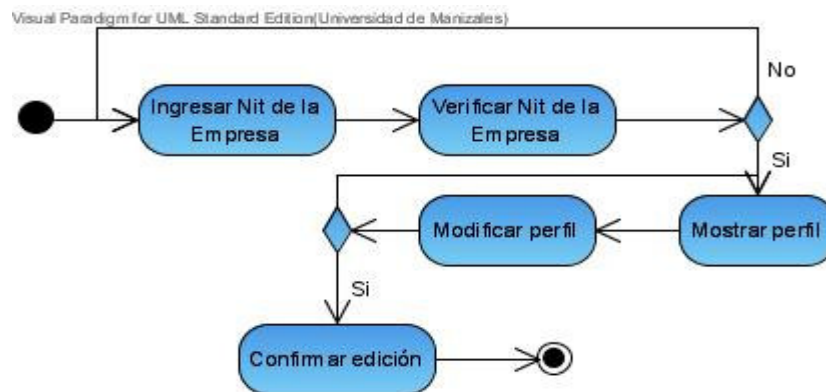 Visual Paradigm for UML Standard Edition(Universidad de Manizales)
No
Ingresar Nit de la
Empresa
Verificar Nit de la
Empresa
Si
Modificar perfil
Mostrar perfil
Si
Confirmar edición